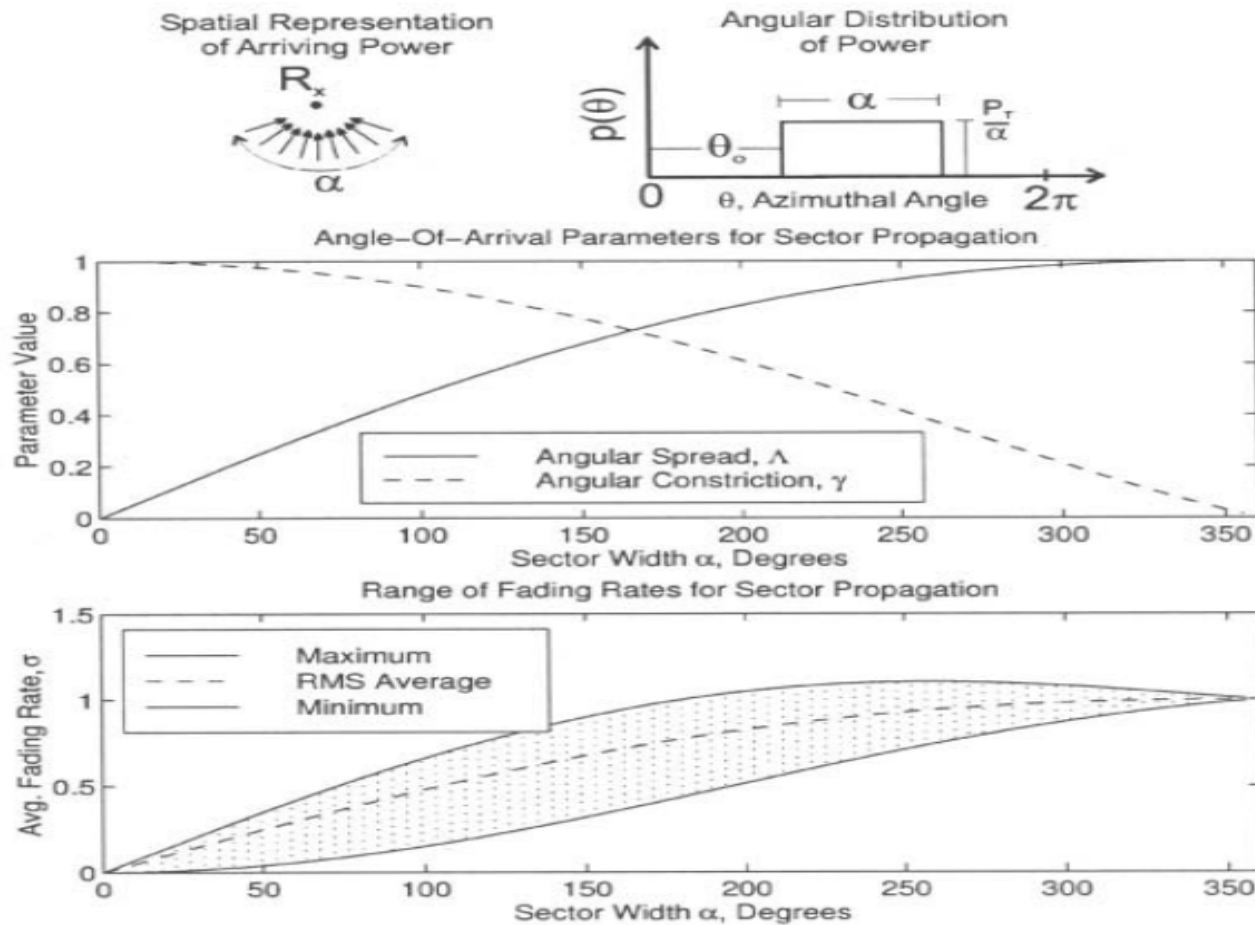 Spatial Representation
of Arriving Power
Rx
α
Angular Distribution
of Power
p(θ)
α
P_T
α
θ_o
0
θ, Azimuthal Angle
2π
Angle-Of-Arrival Parameters for Sector Propagation
Parameter Value
1
0.8
0.6
0.4
0.2
0
Angular Spread, Λ
Angular Constriction, γ
0 50 100 150 200 250 300 350
Sector Width α, Degrees
Range of Fading Rates for Sector Propagation
Avg. Fading Rate, σ
1.5
1
0.5
0
Maximum
RMS Average
Minimum
0 50 100 150 200 250 300 350
Sector Width α, Degrees